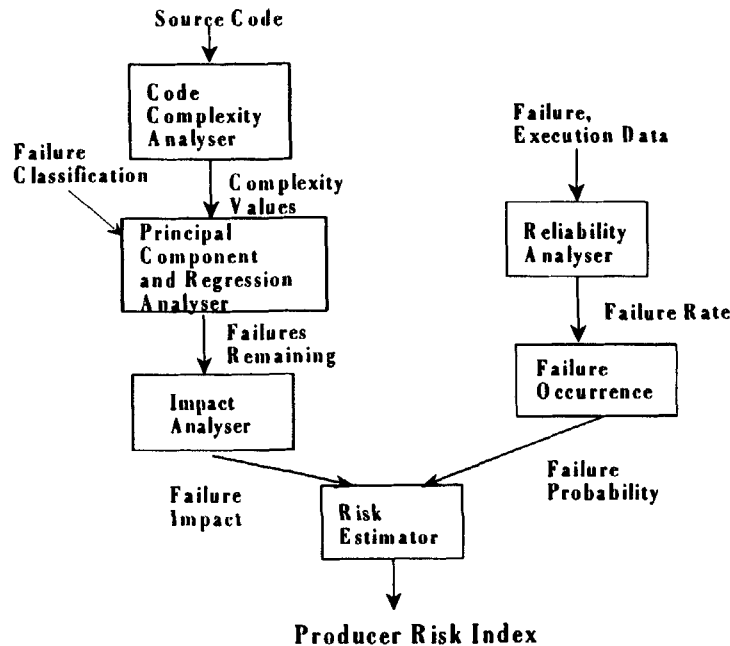 Source Code
Code
Complexity
Analyser
Failure
Classification
Complexity
Values
Principal
Component
and Regression
Analyser
Failures
Remaining
Impact
Analyser
Failure
Impact
Failure,
Execution Data
Reliability
Analyser
Failure Rate
Failure
Occurrence
Failure
Probability
Risk
Estimator
Producer Risk Index